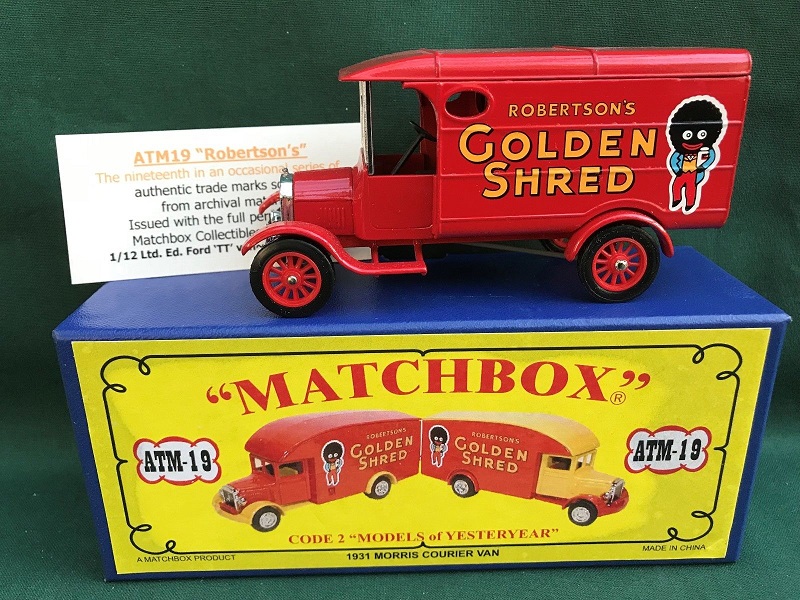 ROBERTSON'S
GOLDEN
SHRED
ATM19 "Robertson's"
The nineteenth in an occasional series of
authentic trade marks
from archival
Issued with the full
Matchbox Collectibles
1/12 Ltd. Ed. Ford 'TT'
"MATCHBOX"®
ATM-19
ROBERTSON'S
GOLDEN
SHRED
ROBERTSON'S
GOLDEN
SHRED
ATM-19
CODE 2 "MODELS of YESTERYEAR"
A MATCHBOX PRODUCT
1931 MORRIS COURIER VAN
MADE IN CHINA